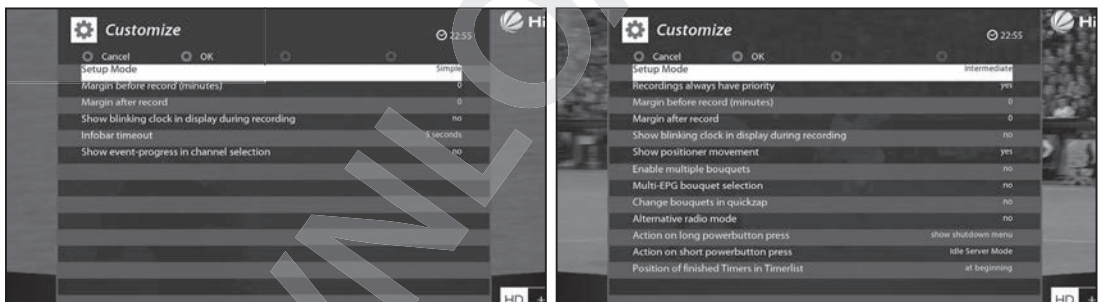 Customize
22:55
Hi
Cancel OK
Setup Mode Simple
Margin before record (minutes) 0
Margin after record 0
Show blinking clock in display during recording no
Infobar timeout 5 seconds
Show event-progress in channel selection no
HD +
Customize
22:55
Hi
Cancel OK
Setup Mode Intermediate
Recordings always have priority yes
Margin before record (minutes) 0
Margin after record 0
Show blinking clock in display during recording no
Show positioner movement yes
Enable multiple bouquets no
Multi-EPG bouquet selection no
Change bouquets in quickzap no
Alternative radio mode no
Action on long powerbutton press show shutdown menu
Action on short powerbutton press Idle Server Mode
Position of finished Timers in Timerlist at beginning
HD +